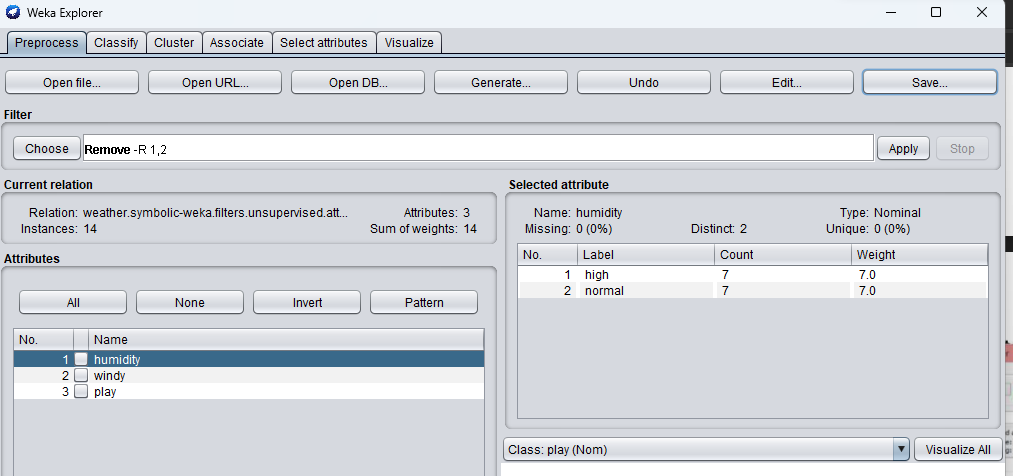 Weka Explorer
Preprocess Classify Cluster Associate Select attributes Visualize
Open file... Open URL... Open DB... Generate... Undo Edit... Save...
Filter
Choose Remove -R 1,2 Apply Stop
Current relation
Relation: weather.symbolic-weka.filters.unsupervised.att... Attributes: 3
Instances: 14 Sum of weights: 14
Attributes
All None Invert Pattern
No. Name
1 humidity
2 windy
3 play
Selected attribute
Name: humidity Type: Nominal
Missing: 0 (0%) Distinct: 2 Unique: 0 (0%)
No. Label Count Weight
1 high 7 7.0
2 normal 7 7.0
Class: play (Nom) Visualize All